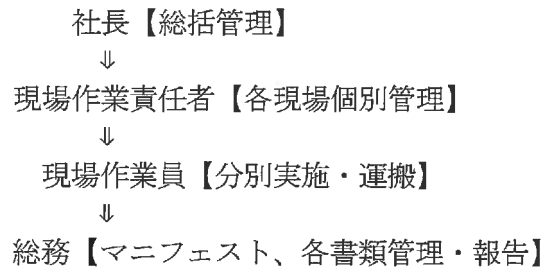 社長【総括管理】
⇓
現場作業責任者【各現場個別管理】
⇓
現場作業員【分別実施・運搬】
⇓
総務【マニフェスト、各書類管理・報告】